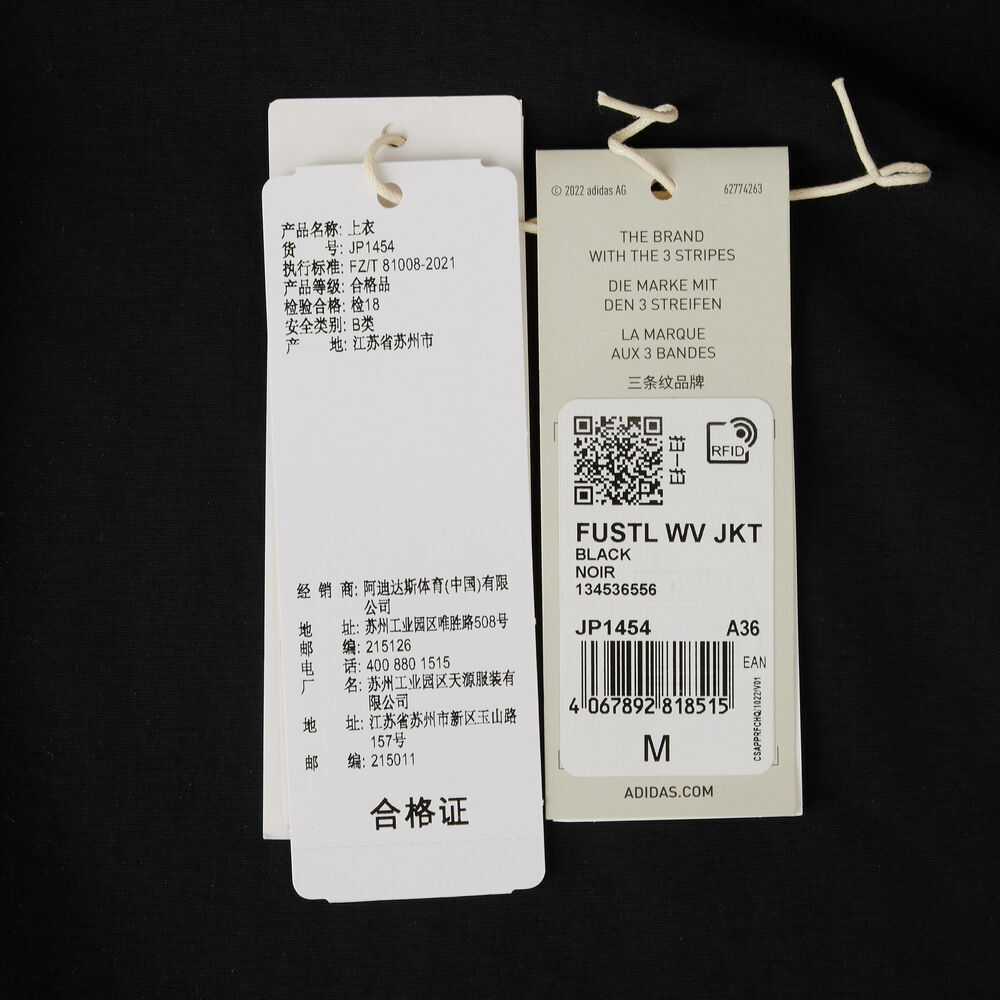 产品名称: 上衣
货 号: JP1454
执行标准: FZ/T 81008-2021
产品等级: 合格品
检验合格: 检18
安全类别: B类
产 地: 江苏省苏州市
经 销 商: 阿迪达斯体育(中国)有限
公司
地 址: 苏州工业园区唯胜路508号
邮 编: 215126
电 话: 400 880 1515
厂 名: 苏州工业园区天源服装有
限公司
地 址: 江苏省苏州市新区玉山路
157号
邮 编: 215011
合格证
© 2022 adidas AG 62774263
THE BRAND
WITH THE 3 STRIPES
DIE MARKE MIT
DEN 3 STREIFEN
LA MARQUE
AUX 3 BANDES
三条纹品牌
扫一扫
RFID
FUSTL WV JKT
BLACK
NOIR
134536556
JP1454 A36
EAN
4 067892 818515
CSAPPRFCHQ/1022/V01
M
ADIDAS.COM